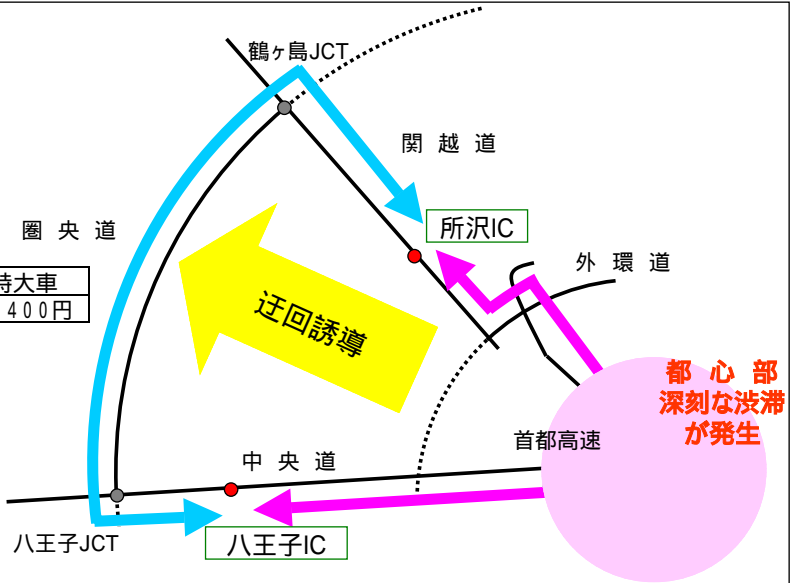 鶴ヶ島JCT
関越道
圏央道
所沢IC
外環道
特大車
400円
迂回誘導
都心部
深刻な渋滞
が発生
首都高速
中央道
八王子JCT
八王子IC